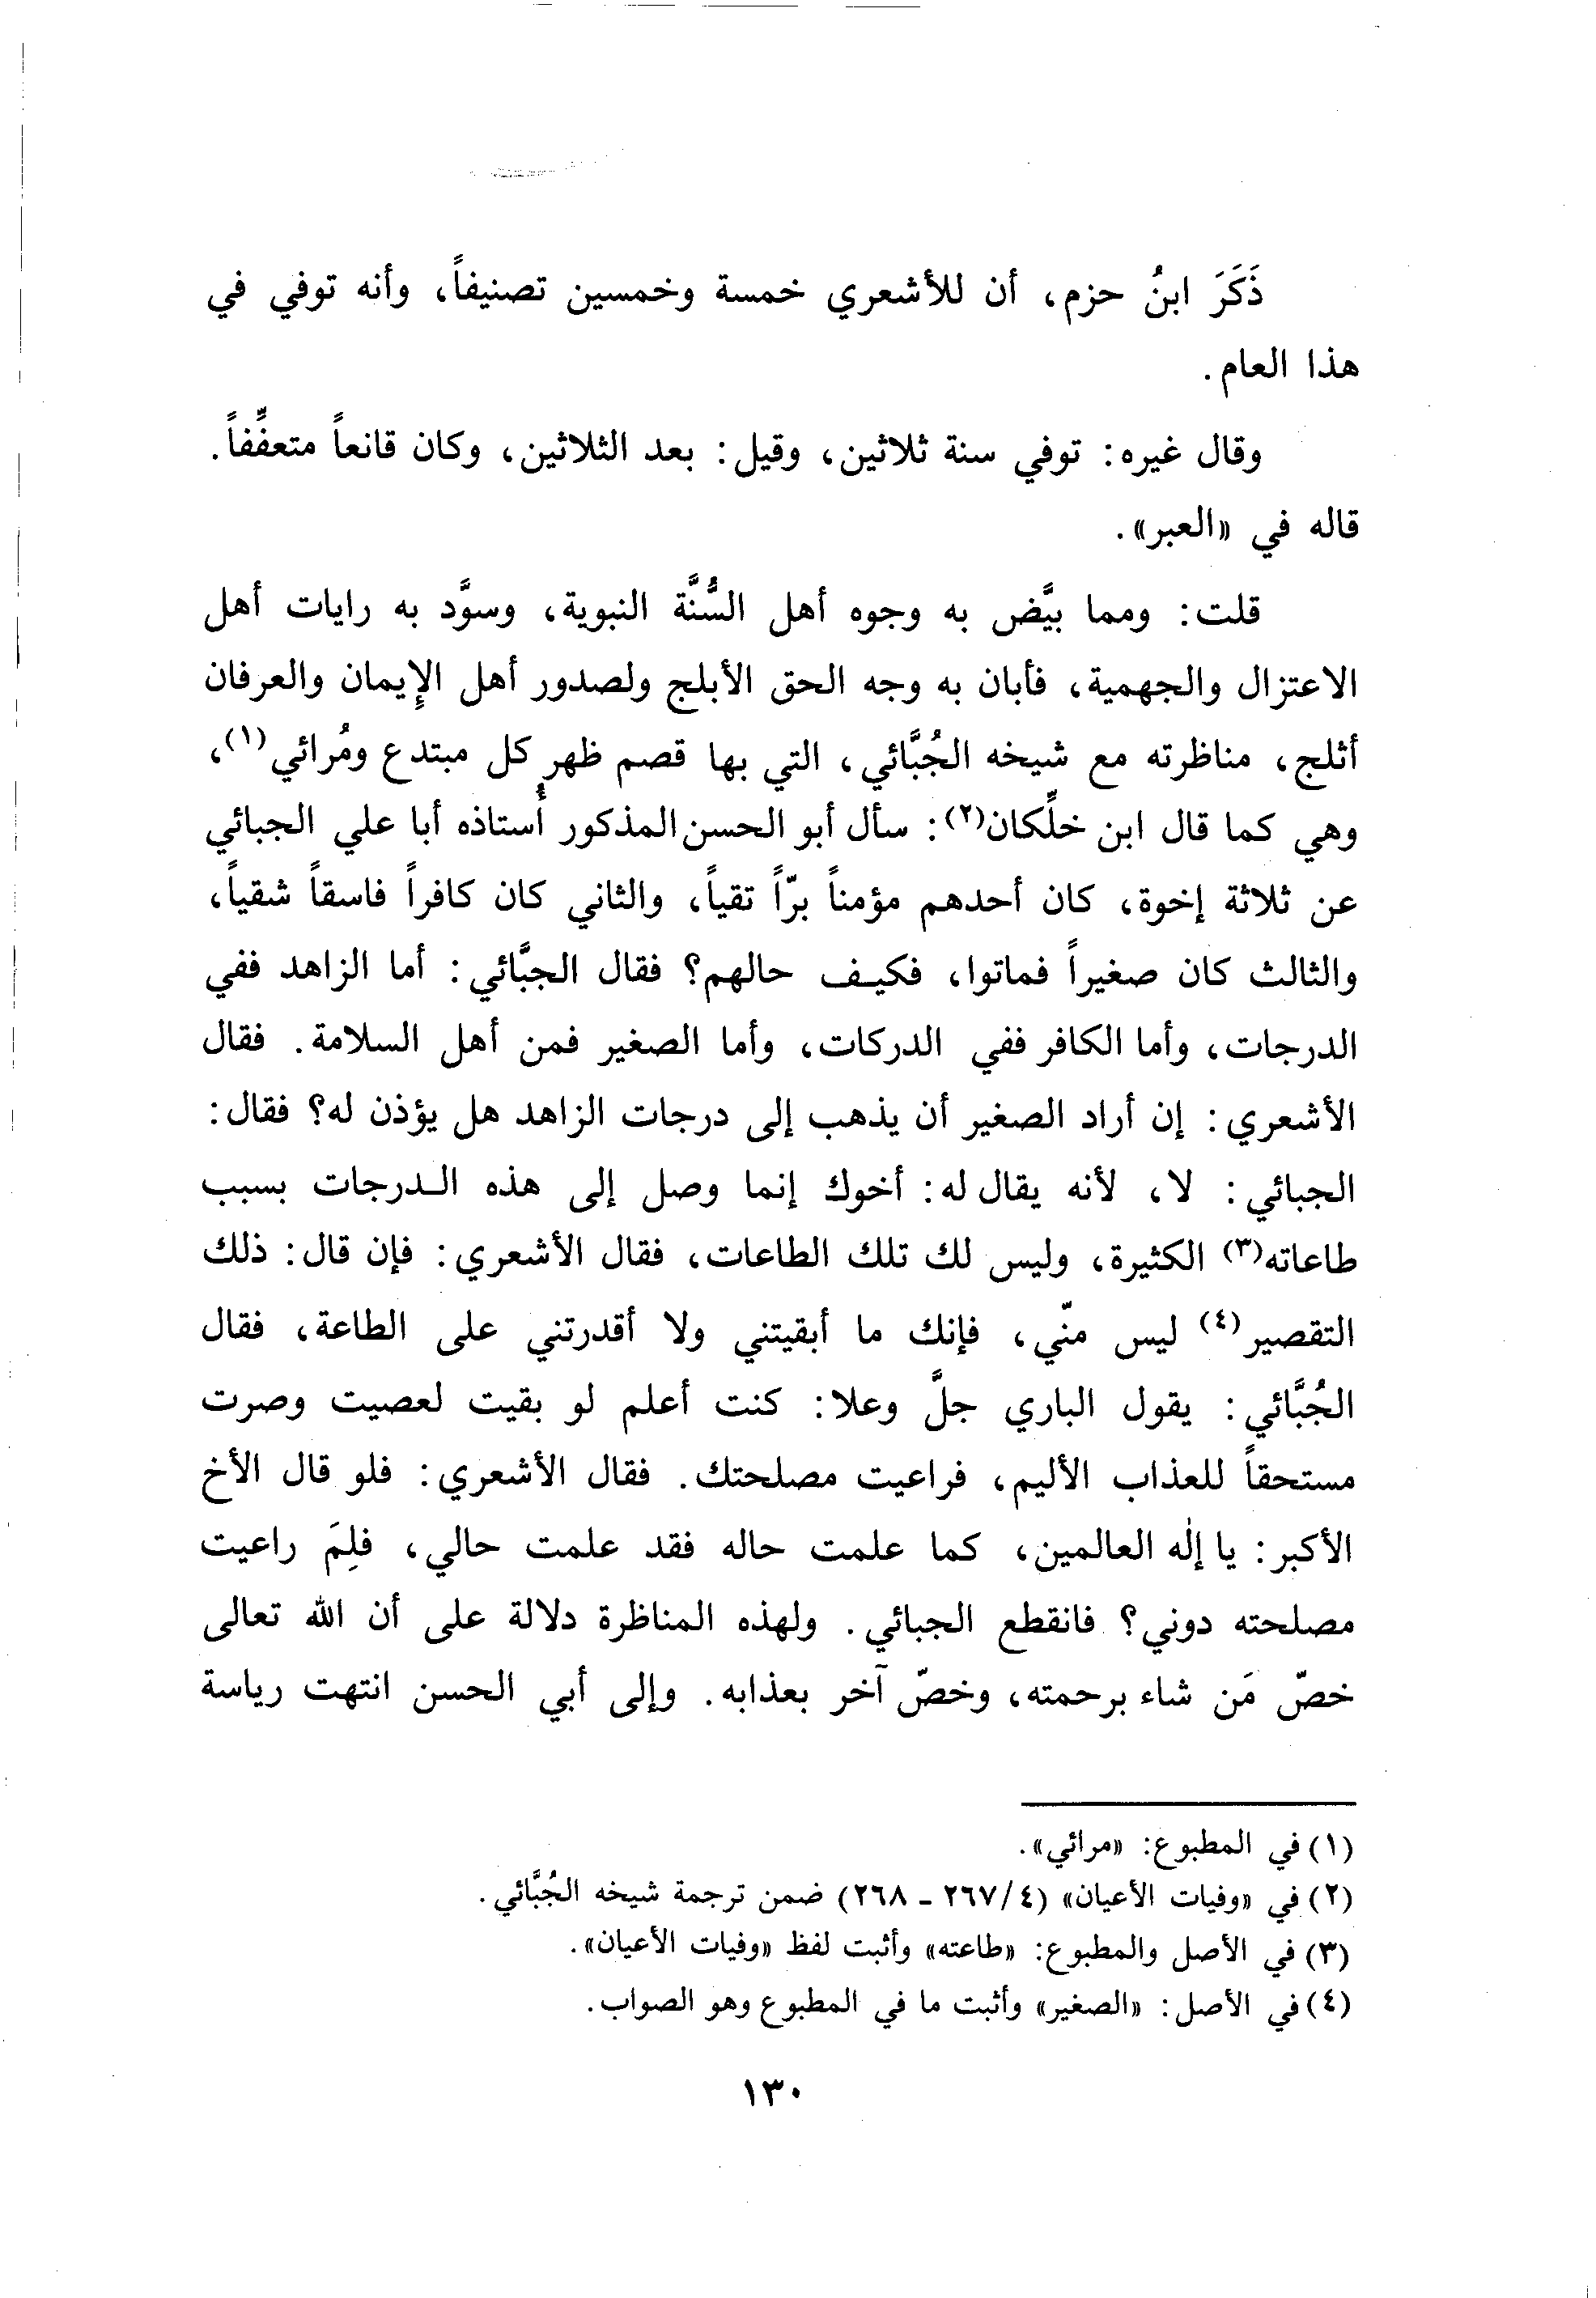 ذَكَرَ ابنُ حزم، أن للأشعري خمسة وخمسين تصنيفاً، وأنه توفي في
هذا العام.
وقال غيره: توفي سنة ثلاثين، وقيل: بعد الثلاثين، وكان قانعاً متعفِّفاً.
قاله في «العبر».
قلت: ومما بيَّض به وجوه أهل السُّنَّة النبوية، وسوَّد به رايات أهل
الاعتزال والجهمية، فأبان به وجه الحق الأبلج ولصدور أهل الإيمان والعرفان
أثلج، مناظرته مع شيخه الجُبَّائي، التي بها قصم ظهر كل مبتدع ومُرائي(١)،
وهي كما قال ابن خلِّكان(٢): سأل أبو الحسن المذكور أُستاذه أبا علي الجبائي
عن ثلاثة إخوة، كان أحدهم مؤمناً برّاً تقياً، والثاني كان كافراً فاسقاً شقياً،
والثالث كان صغيراً فماتوا، فكيف حالهم؟ فقال الجبَّائي: أما الزاهد ففي
الدرجات، وأما الكافر ففي الدركات، وأما الصغير فمن أهل السلامة. فقال
الأشعري: إن أراد الصغير أن يذهب إلى درجات الزاهد هل يؤذن له؟ فقال:
الجبائي: لا، لأنه يقال له: أخوك إنما وصل إلى هذه الـدرجات بسبب
طاعاته(٣) الكثيرة، وليس لك تلك الطاعات، فقال الأشعري: فإن قال: ذلك
التقصير(٤) ليس منّي، فإنك ما أبقيتني ولا أقدرتني على الطاعة، فقال
الجُبَّائي: يقول الباري جلَّ وعلا: كنت أعلم لو بقيت لعصيت وصرت
مستحقاً للعذاب الأليم، فراعيت مصلحتك. فقال الأشعري: فلو قال الأخ
الأكبر: يا إلٰه العالمين، كما علمت حاله فقد علمت حالي، فلِمَ راعيت
مصلحته دوني؟ فانقطع الجبائي. ولهذه المناظرة دلالة على أن الله تعالى
خصّ مَن شاء برحمته، وخصّ آخر بعذابه. وإلى أبي الحسن انتهت رياسة
(١) في المطبوع: «مرائي».
(٢) في «وفيات الأعيان» (٤/٢٦٧ - ٢٦٨) ضمن ترجمة شيخه الجُبَّائي.
(٣) في الأصل والمطبوع: «طاعته» وأثبت لفظ «وفيات الأعيان».
(٤) في الأصل: «الصغير» وأثبت ما في المطبوع وهو الصواب.
١٣٠